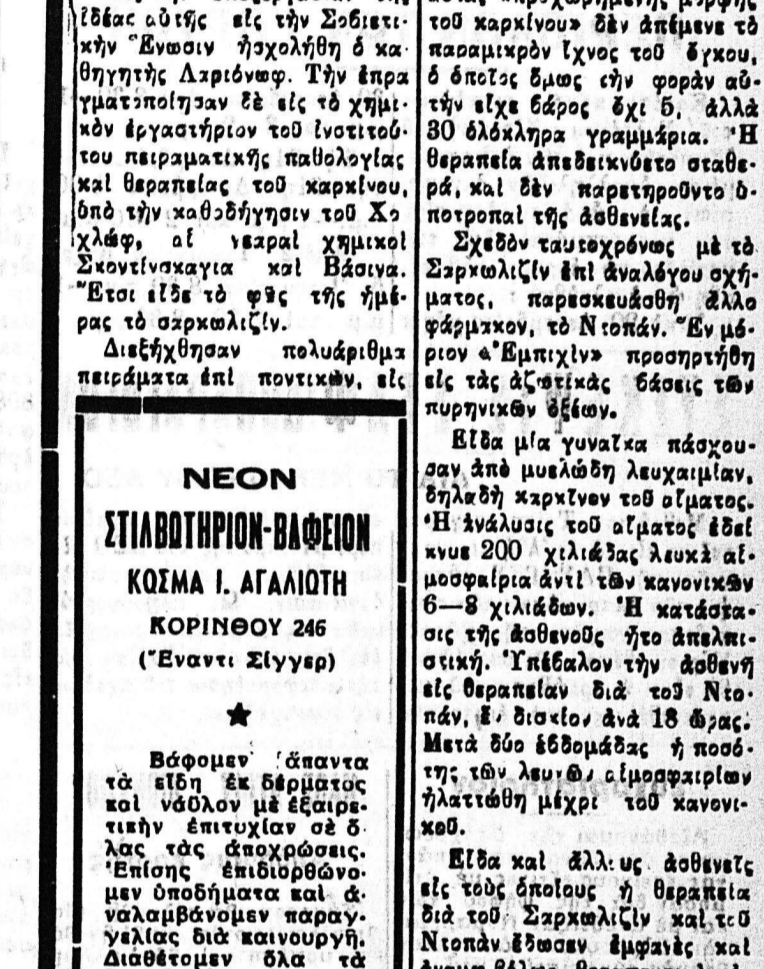 ἰδέας αὐτῆς εἰς τὴν Σοβιετι-
κὴν Ἕνωσιν ἠσχολήθη ὁ κα-
θηγητὴς Λαριόνωφ. Τὴν ἐπρα
γματοποίησαν δὲ εἰς τὸ χημι-
κὸν ἐργαστήριον τοῦ ἰνστιτού-
του πειραματικῆς παθολογίας
καὶ θεραπείας τοῦ καρκίνου,
ὑπὸ τὴν καθοδήγησιν τοῦ Χο
χλώφ, αἱ νεαραὶ χημικοὶ
Σκοντίνσκαγια καὶ Βάσινα.
Ἔτσι εἶδε τὸ φῶς τῆς ἡμέ-
ρας τὸ σαρκωλιζίν.
Διεξήχθησαν πολυάριθμα
πειράματα ἐπὶ ποντικῶν, εἰς
ΝΕΟΝ
ΣΤΙΛΒΩΤΗΡΙΟΝ-ΒΑΦΕΙΟΝ
ΚΩΣΜΑ Ι. ΑΓΑΛΙΩΤΗ
ΚΟΡΙΝΘΟΥ 246
(Ἔναντι Σίγγερ)
Βάφομεν ἅπαντα
τὰ εἴδη ἐκ δέρματος
καὶ νάϋλον μὲ ἐξαιρε-
τικὴν ἐπιτυχίαν σὲ ὅ-
λας τὰς ἀποχρώσεις.
Ἐπίσης ἐπιδιορθώνο-
μεν ὑποδήματα καὶ ἀ-
ναλαμβάνομεν παραγ-
γελίας διὰ καινουργῆ.
Διαθέτομεν ὅλα τὰ
τοῦ καρκίνου» δὲν ἀπέμενε τὸ
παραμικρὸν ἴχνος τοῦ ὄγκου,
ὁ ὁποῖος ὅμως τὴν φορὰν αὐ-
τὴν εἶχε βάρος ὄχι 5, ἀλλὰ
30 ὁλόκληρα γραμμάρια. Ἡ
θεραπεία ἀπεδεικνύετο σταθε-
ρά, καὶ δὲν παρετηροῦντο ὑ-
ποτροπαὶ τῆς ἀσθενείας.
Σχεδὸν ταυτοχρόνως μὲ τὸ
Σαρκωλιζίν ἐπὶ ἀναλόγου σχή-
ματος, παρεσκευάσθη ἄλλο
φάρμακον, τὸ Ντοπάν. Ἓν μό-
ριον «Ἐμπιχίν» προσηρτήθη
εἰς τὰς ἀζωτικὰς βάσεις τῶν
πυρηνικῶν ὀξέων.
Εἶδα μία γυναῖκα πάσχου-
σαν ἀπὸ μυελώδη λευχαιμίαν,
δηλαδὴ καρκῖνον τοῦ αἵματος.
Ἡ ἀνάλυσις τοῦ αἵματος ἐδεί
κνυε 200 χιλιάδας λευκὰ αἱ-
μοσφαίρια ἀντὶ τῶν κανονικῶν
6—8 χιλιάδων. Ἡ κατάστα-
σις τῆς ἀσθενοῦς ἦτο ἀπελπι-
στική. Ὑπέβαλον τὴν ἀσθενῆ
εἰς θεραπείαν διὰ τοῦ Ντο-
πάν, ἓν δισκίον ἀνὰ 18 ὥρας.
Μετὰ δύο ἑβδομάδας ἡ ποσό-
της τῶν λευκῶν αἱμοσφαιρίων
ἠλαττώθη μέχρι τοῦ κανονι-
κοῦ.
Εἶδα καὶ ἄλλους ἀσθενεῖς
εἰς τοὺς ὁποίους ἡ θεραπεία
διὰ τοῦ Σαρκωλιζίν καὶ τοῦ
Ντοπὰν ἔδωσεν ἐμφανὲς καὶ